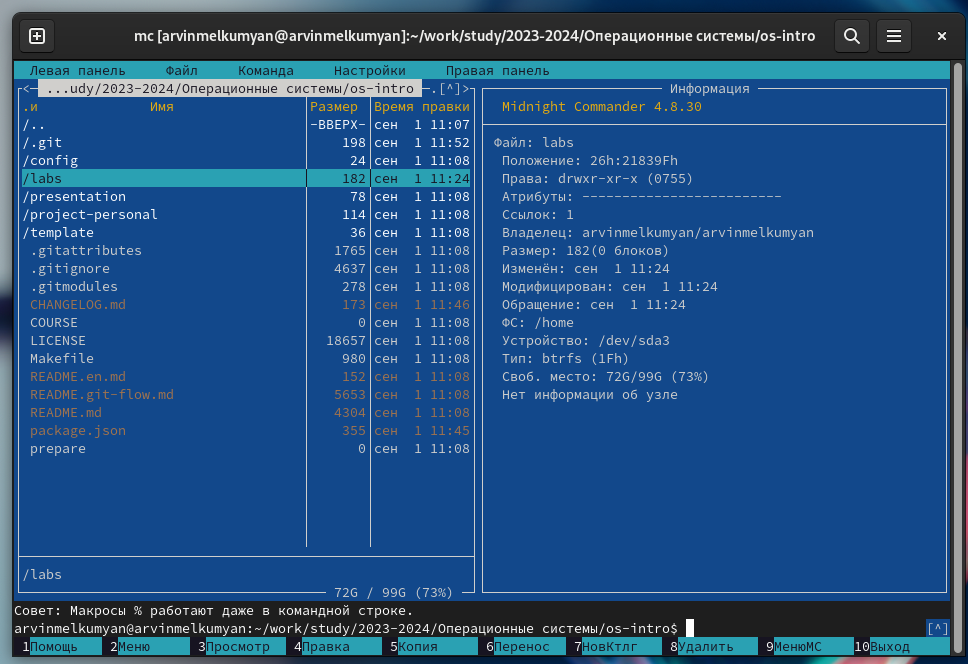 mc [arvinmelkumyan@arvinmelkumyan]:~/work/study/2023-2024/Операционные системы/os-intro
Левая панель Файл Команда Настройки Правая панель
<— ...udy/2023-2024/Операционные системы/os-intro —.[^]>
.и Имя Размер Время правки
/.. -ВВЕРХ- сен 1 11:07
/.git 198 сен 1 11:52
/config 24 сен 1 11:08
/labs 182 сен 1 11:24
/presentation 78 сен 1 11:08
/project-personal 114 сен 1 11:08
/template 36 сен 1 11:08
.gitattributes 1765 сен 1 11:08
.gitignore 4637 сен 1 11:08
.gitmodules 278 сен 1 11:08
CHANGELOG.md 173 сен 1 11:46
COURSE 0 сен 1 11:08
LICENSE 18657 сен 1 11:08
Makefile 980 сен 1 11:08
README.en.md 152 сен 1 11:08
README.git-flow.md 5653 сен 1 11:08
README.md 4304 сен 1 11:08
package.json 355 сен 1 11:45
prepare 0 сен 1 11:08
/labs
72G / 99G (73%)
Информация
Midnight Commander 4.8.30
Файл: labs
Положение: 26h:21839Fh
Права: drwxr-xr-x (0755)
Атрибуты: -------------------------
Ссылок: 1
Владелец: arvinmelkumyan/arvinmelkumyan
Размер: 182(0 блоков)
Изменён: сен 1 11:24
Модифицирован: сен 1 11:24
Обращение: сен 1 11:24
ФС: /home
Устройство: /dev/sda3
Тип: btrfs (1Fh)
Своб. место: 72G/99G (73%)
Нет информации об узле
Совет: Макросы % работают даже в командной строке.
arvinmelkumyan@arvinmelkumyan:~/work/study/2023-2024/Операционные системы/os-intro$ [^]
1Помощь 2Меню 3Просмотр 4Правка 5Копия 6Перенос 7НовКтлг 8Удалить 9МенюМС 10Выход